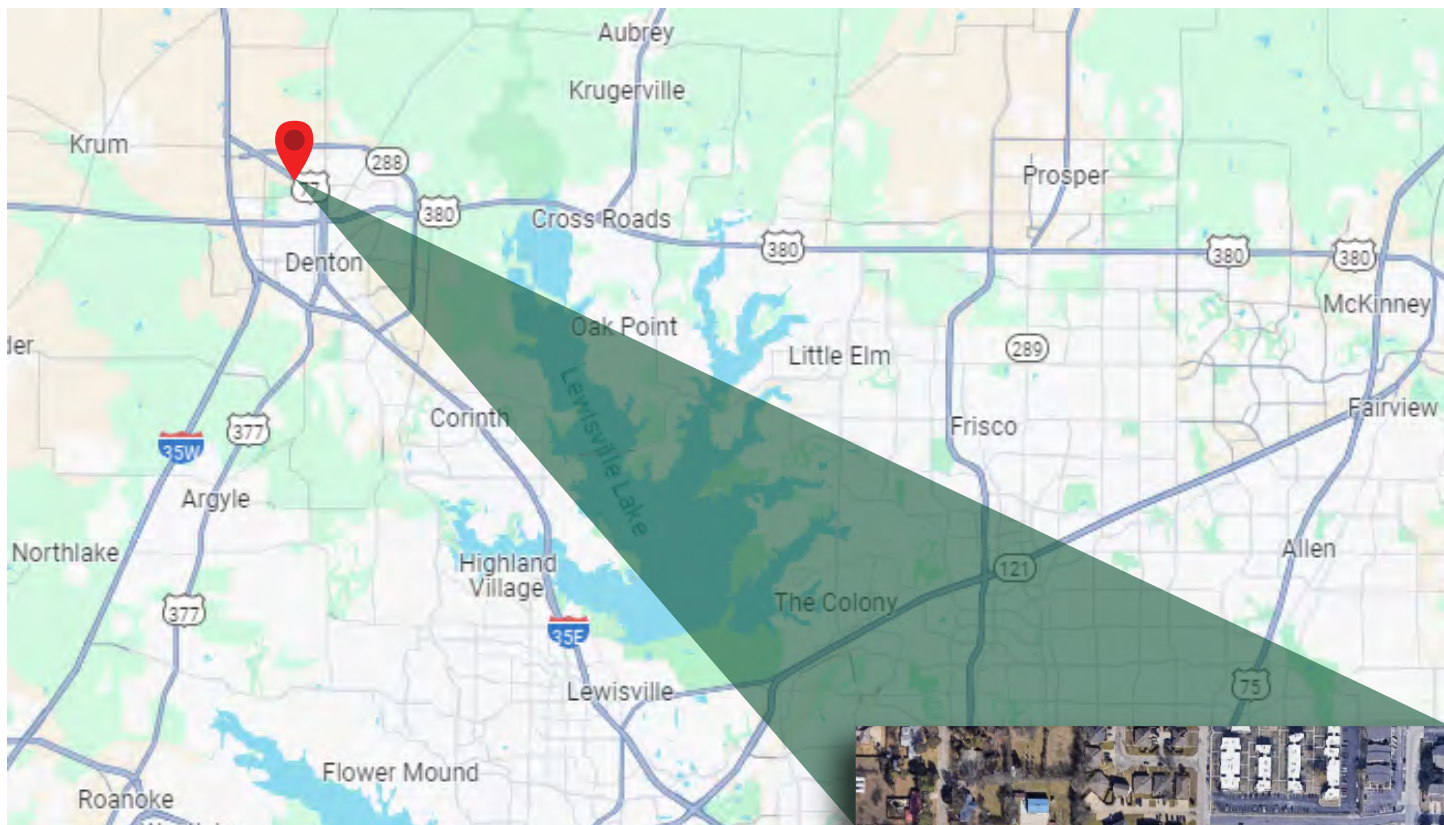 Aubrey
Krugerville
Krum
288
Prosper
77
380
Cross Roads
380
380
380
Denton
McKinney
Oak Point
der
289
Little Elm
Fairview
Corinth
Frisco
377
35W
Lewisville Lake
Argyle
Northlake
Allen
Highland
Village
121
377
The Colony
35E
75
Lewisville
Flower Mound
Roanoke